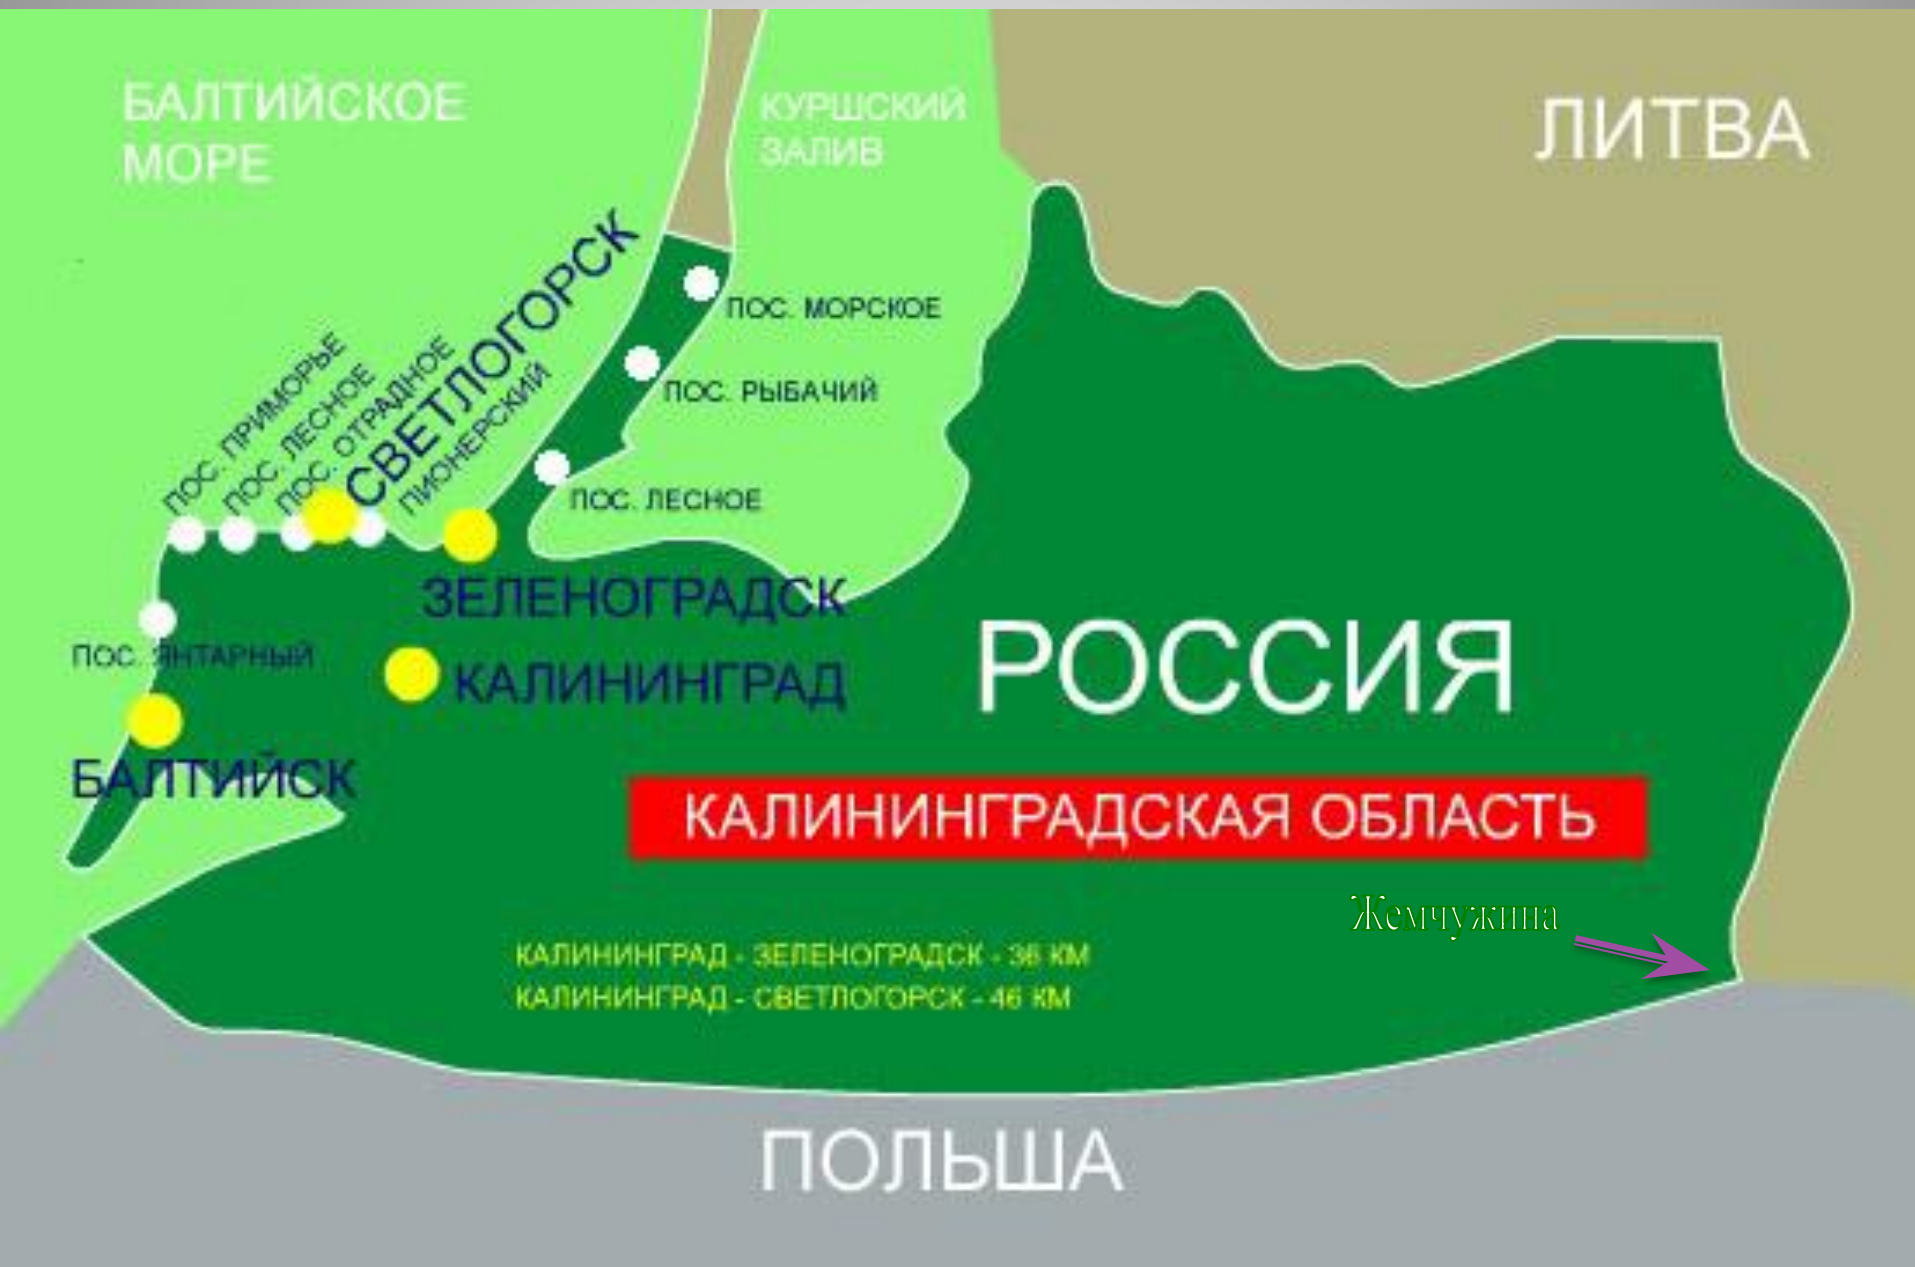 БАЛТИЙСКОЕ
МОРЕ
КУРШСКИЙ
ЗАЛИВ
ЛИТВА
ПОС. МОРСКОЕ
ПОС. РЫБАЧИЙ
ПОС. ЛЕСНОЕ
ПОС. ПРИМОРЬЕ
ПОС. ЛЕСНОЕ
ПОС. ОТРАДНОЕ
СВЕТЛОГОРСК
ПИОНЕРСКИЙ
ЗЕЛЕНОГРАДСК
ПОС. ЯНТАРНЫЙ
КАЛИНИНГРАД
РОССИЯ
БАЛТИЙСК
КАЛИНИНГРАДСКАЯ ОБЛАСТЬ
Жемчужина
КАЛИНИНГРАД - ЗЕЛЕНОГРАДСК - 36 КМ
КАЛИНИНГРАД - СВЕТЛОГОРСК - 46 КМ
ПОЛЬША